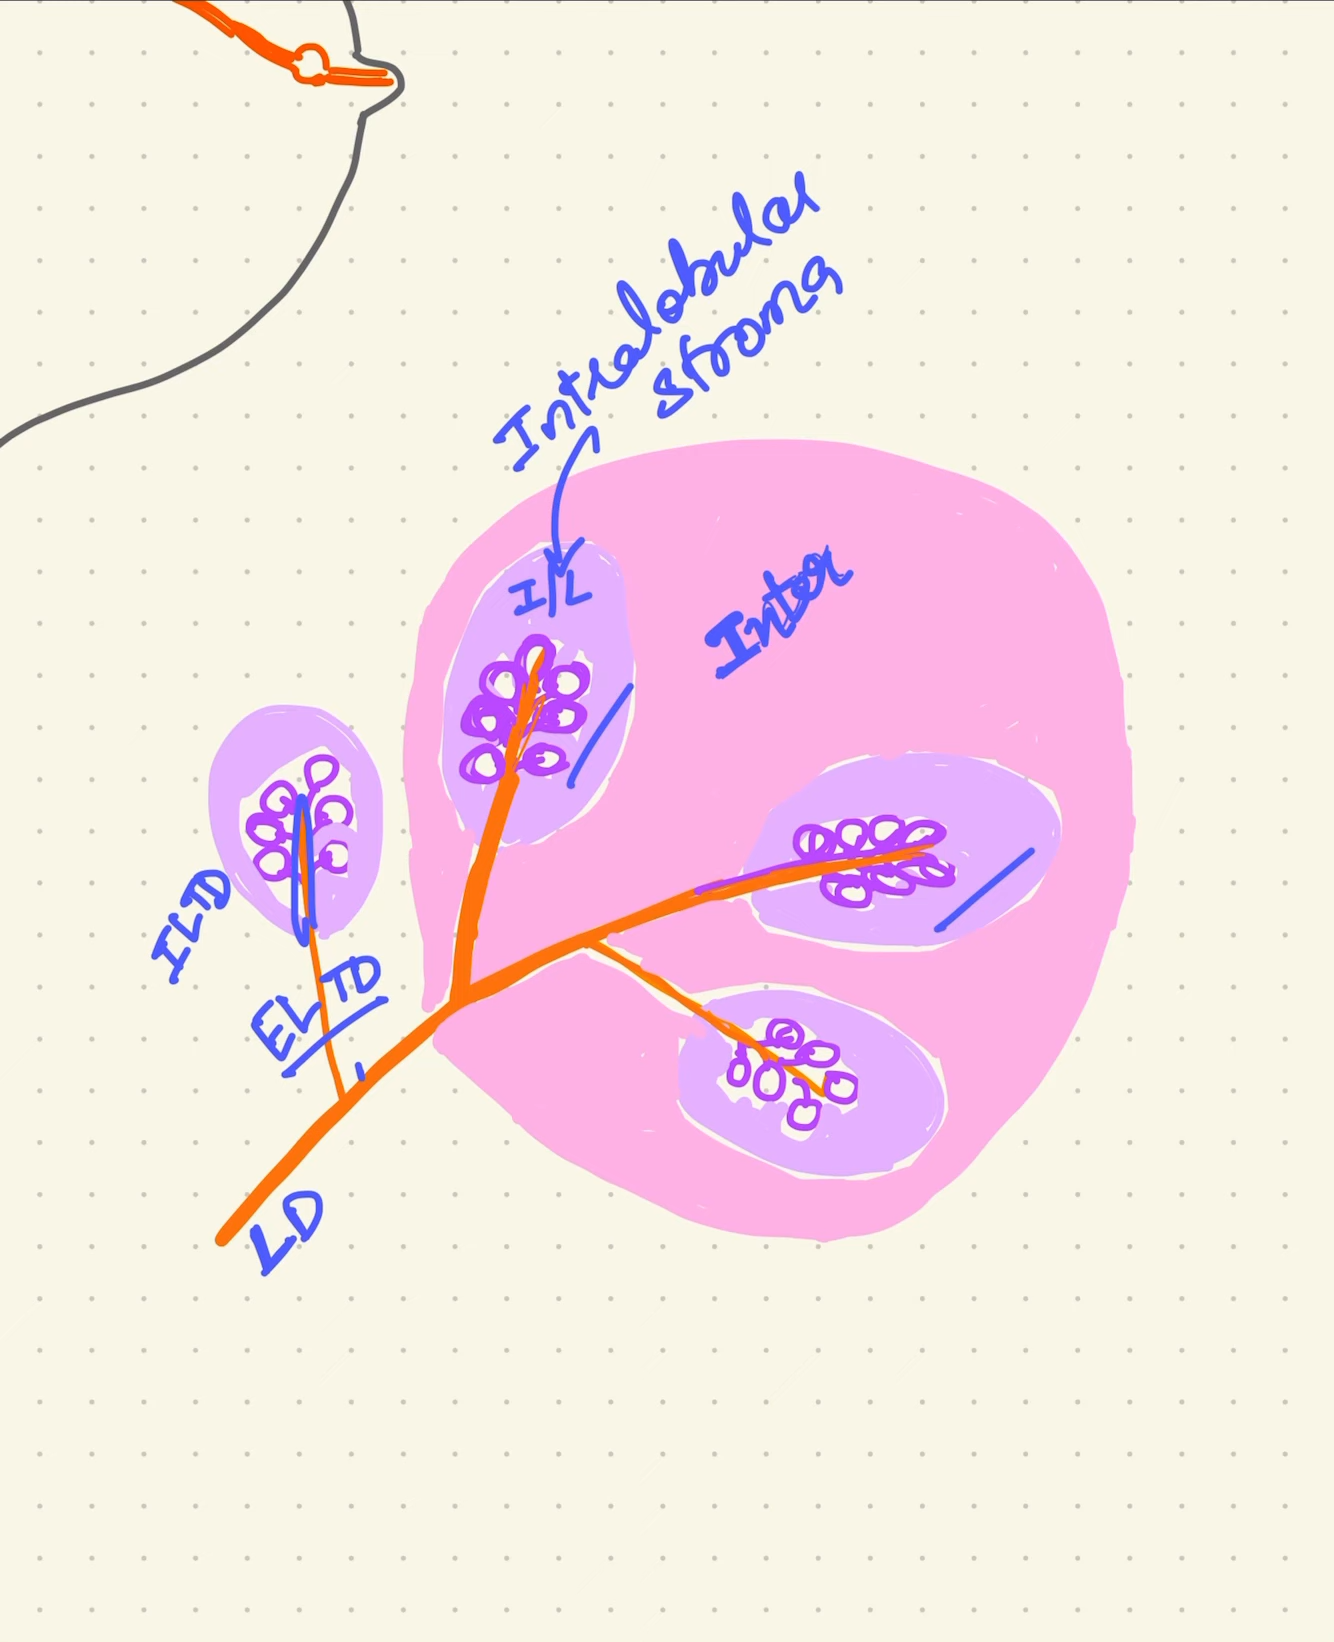 Intralobular
stroma
I/L
Inter
ILTD
ELTD
LD